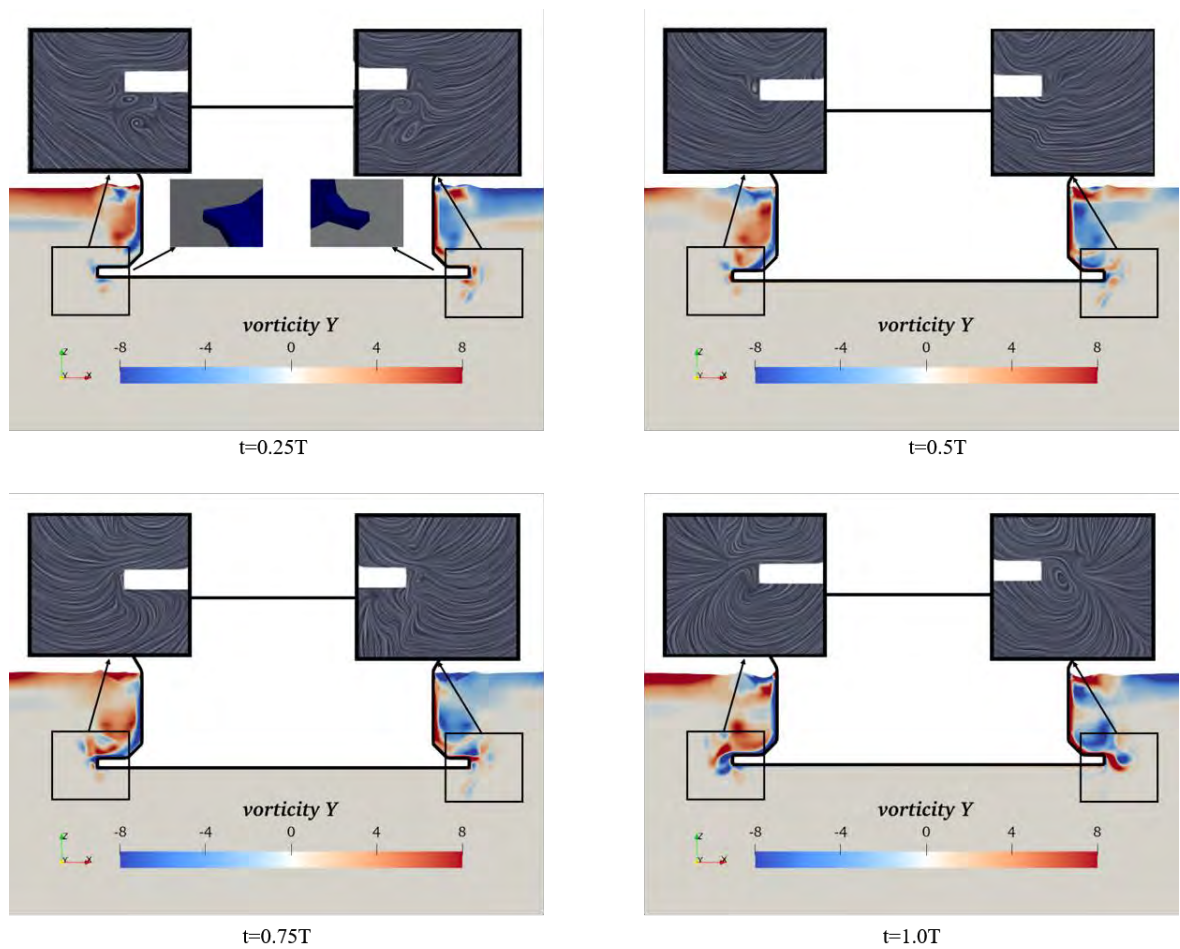 vorticity Y
-8 -4 0 4 8
Z
Y X
t=0.25T
vorticity Y
-8 -4 0 4 8
Z
Y X
t=0.5T
vorticity Y
-8 -4 0 4 8
Z
Y X
t=0.75T
vorticity Y
-8 -4 0 4 8
Z
Y X
t=1.0T